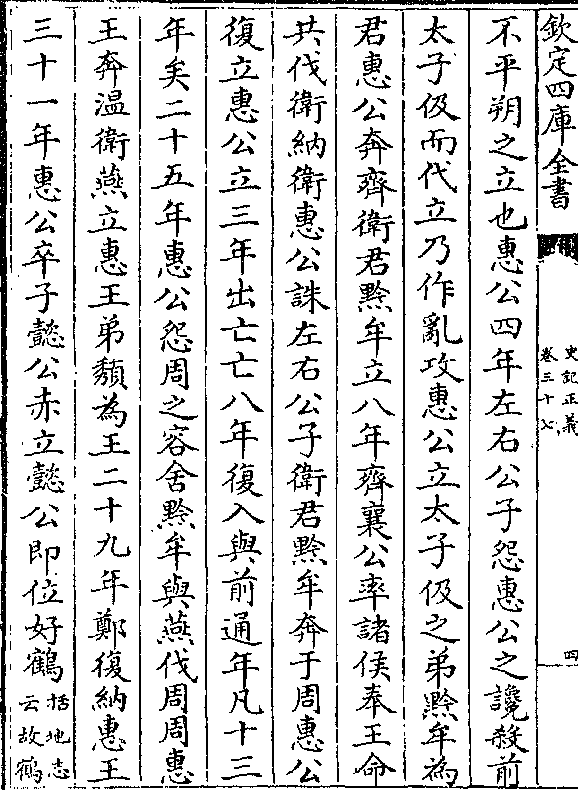 欽定四庫全書
史記正義
卷三十七
四
不平朔之立也惠公四年左右公子怨惠公之讒殺前
太子伋而代立乃作亂攻惠公立太子伋之弟黔牟為
君惠公奔齊衛君黔牟立八年齊襄公率諸侯奉王命
共伐衛納衛惠公誅左右公子衛君黔牟奔于周惠公
復立惠公立三年出亡亡八年復入與前通年凡十三
年矣二十五年惠公怨周之容舍黔牟與燕伐周周惠
王奔温衛燕立惠王弟頽為王二十九年鄭復納惠王
三十一年惠公卒子懿公赤立懿公即位好鶴括地志
云故鶴